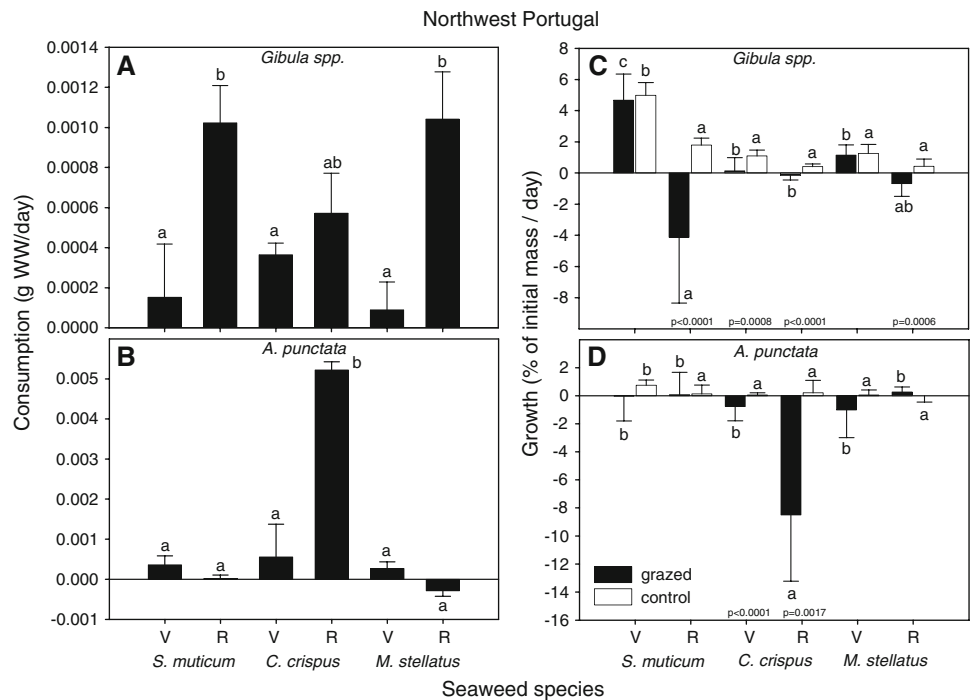 Northwest Portugal
A
Gibula spp.
Consumption (g WW/day)
0.0014
0.0012
0.0010
0.0008
0.0006
0.0004
0.0002
0.0000
a
b
a
ab
a
b
B
A. punctata
0.005
0.004
0.003
0.002
0.001
0.000
-0.001
a
a
a
b
a
a
V R V R V R
S. muticum C. crispus M. stellatus
C
Gibula spp.
Growth (% of initial mass / day)
6
4
2
0
-2
-4
-6
-8
c b
a a
b a
b a
b a
ab a
p<0.0001 p=0.0008 p<0.0001 p=0.0006
D
A. punctata
2
0
-2
-4
-6
-8
-10
-12
-14
-16
b b
b a
b a
a a
b a
b a
grazed
control
p<0.0001 p=0.0017
V R V R V R
S. muticum C. crispus M. stellatus
Seaweed species